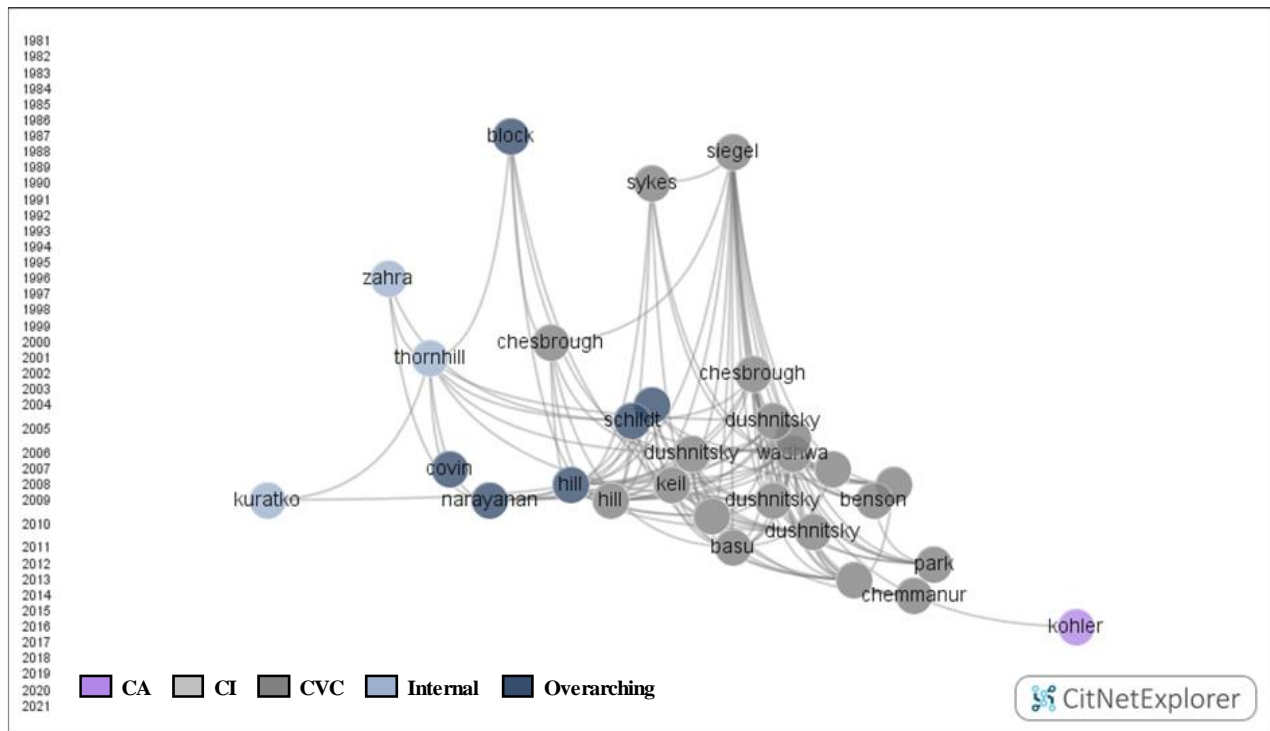 1981
1982
1983
1984
1985
1986
1987
1988
1989
1990
1991
1992
1993
1994
1995
1996
1997
1998
1999
2000
2001
2002
2003
2004
2005
2006
2007
2008
2009
2010
2011
2012
2013
2014
2015
2016
2017
2018
2019
2020
2021
block
siegel
sykes
zahra
chesbrough
thornhill
chesbrough
schildt
dushnitsky
dushnitsky
wadhwa
covin
hill
keil
kuratko
narayanan
hill
dushnitsky
benson
dushnitsky
basu
park
chemmanur
kohler
CA
CI
CVC
Internal
Overarching
CitNetExplorer